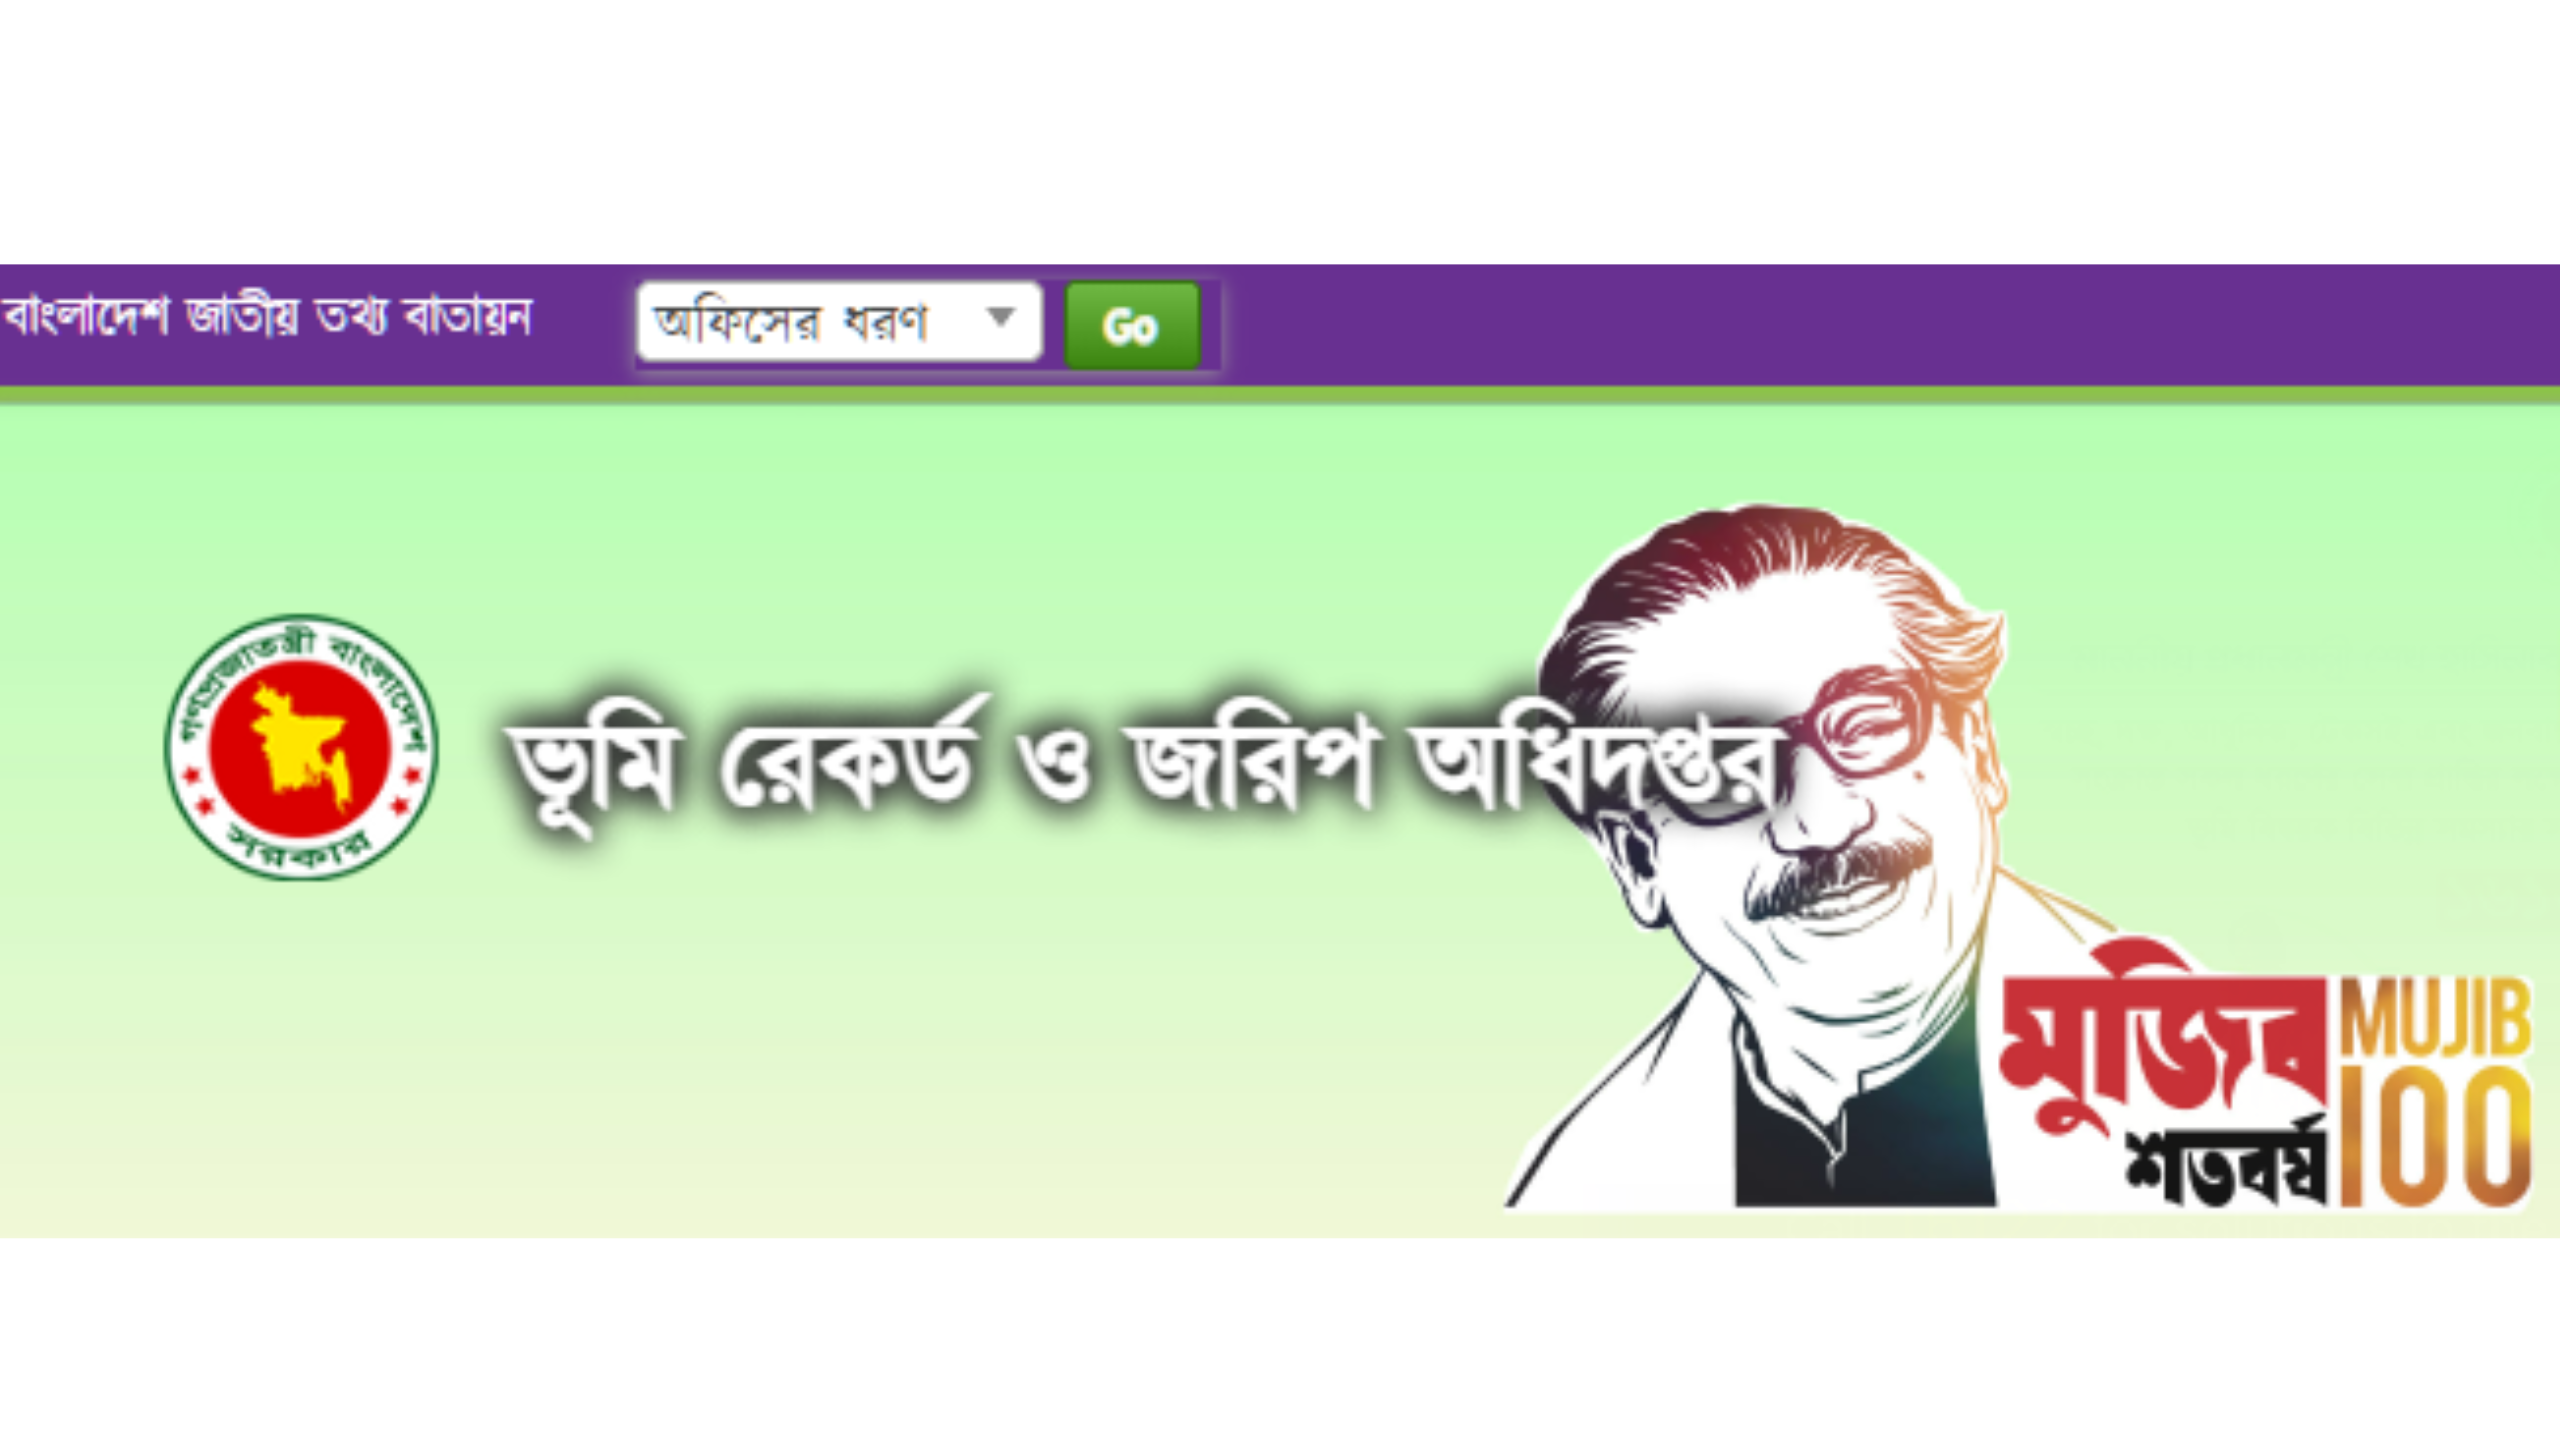 বাংলাদেশ জাতীয় তথ্য বাতায়ন
অফিসের ধরণ
Go
গণপ্রজাতন্ত্রী বাংলাদেশ
সরকার
ভূমি রেকর্ড ও জরিপ অধিদপ্তর
মুজিব
শতবর্ষ
MUJIB
100